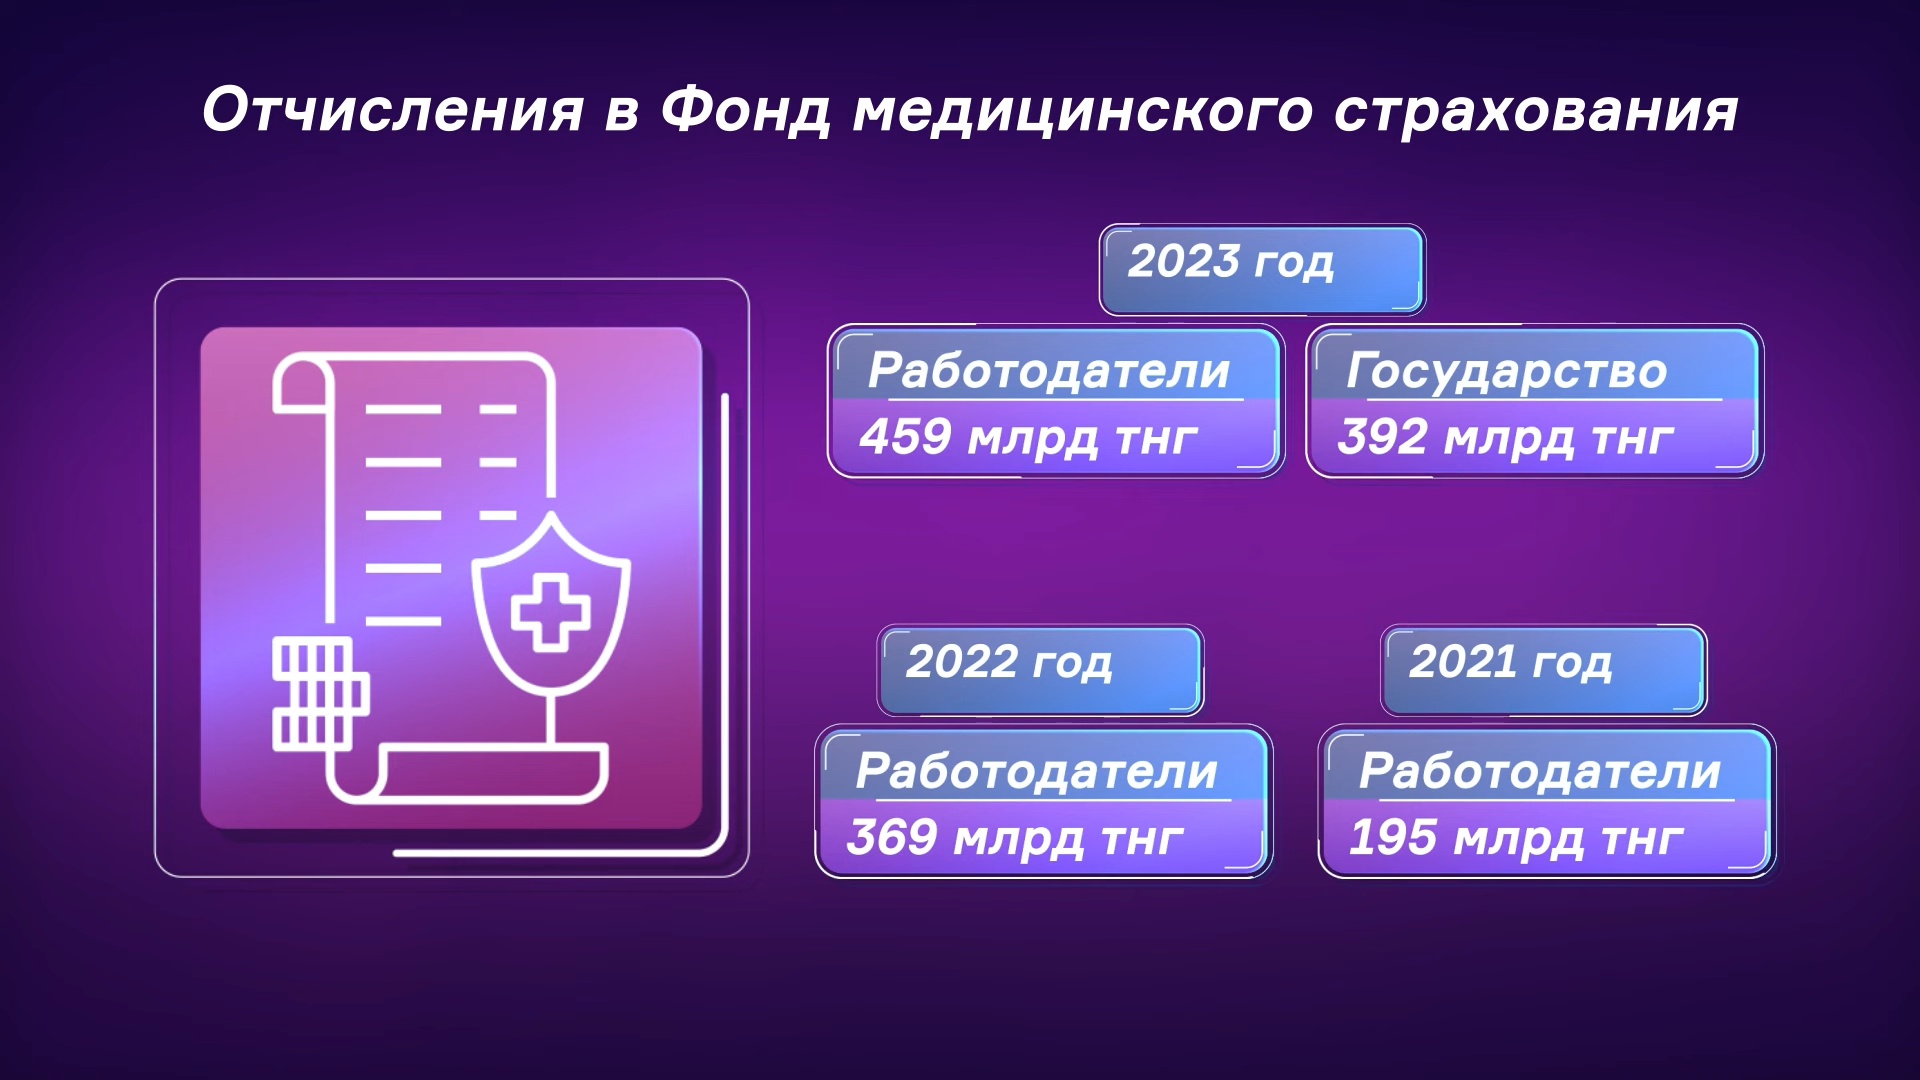 Отчисления в Фонд медицинского страхования
2023 год
Работодатели
459 млрд тнг
Государство
392 млрд тнг
2022 год
Работодатели
369 млрд тнг
2021 год
Работодатели
195 млрд тнг